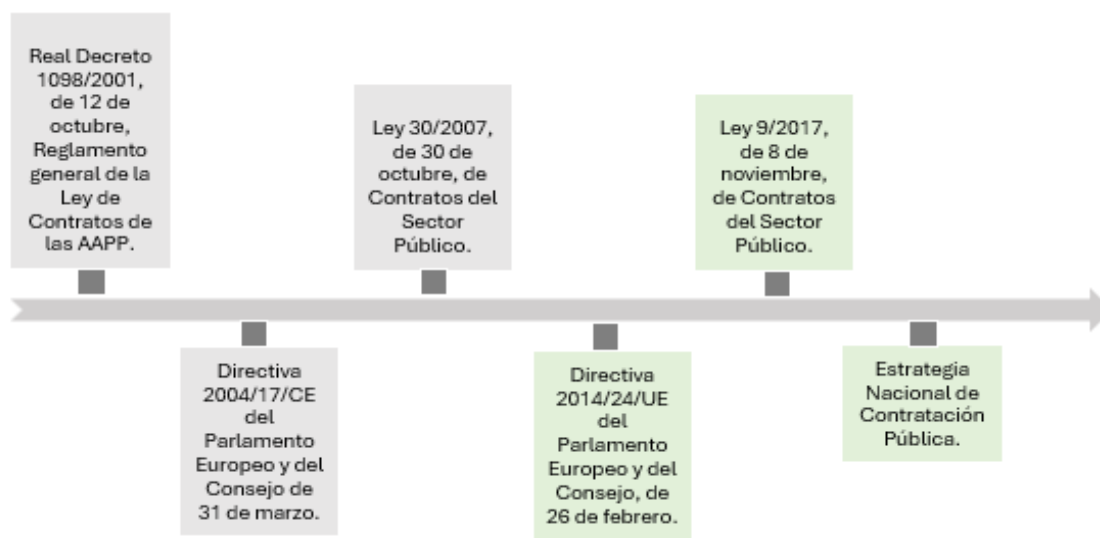 Real Decreto
1098/2001,
de 12 de
octubre,
Reglamento
general de la
Ley de
Contratos de
las AAPP.
Directiva
2004/17/CE
del
Parlamento
Europeo y del
Consejo de
31 de marzo.
Ley 30/2007,
de 30 de
octubre, de
Contratos del
Sector
Público.
Directiva
2014/24/UE
del
Parlamento
Europeo y del
Consejo, de
26 de febrero.
Ley 9/2017,
de 8 de
noviembre,
de Contratos
del Sector
Público.
Estrategia
Nacional de
Contratación
Pública.